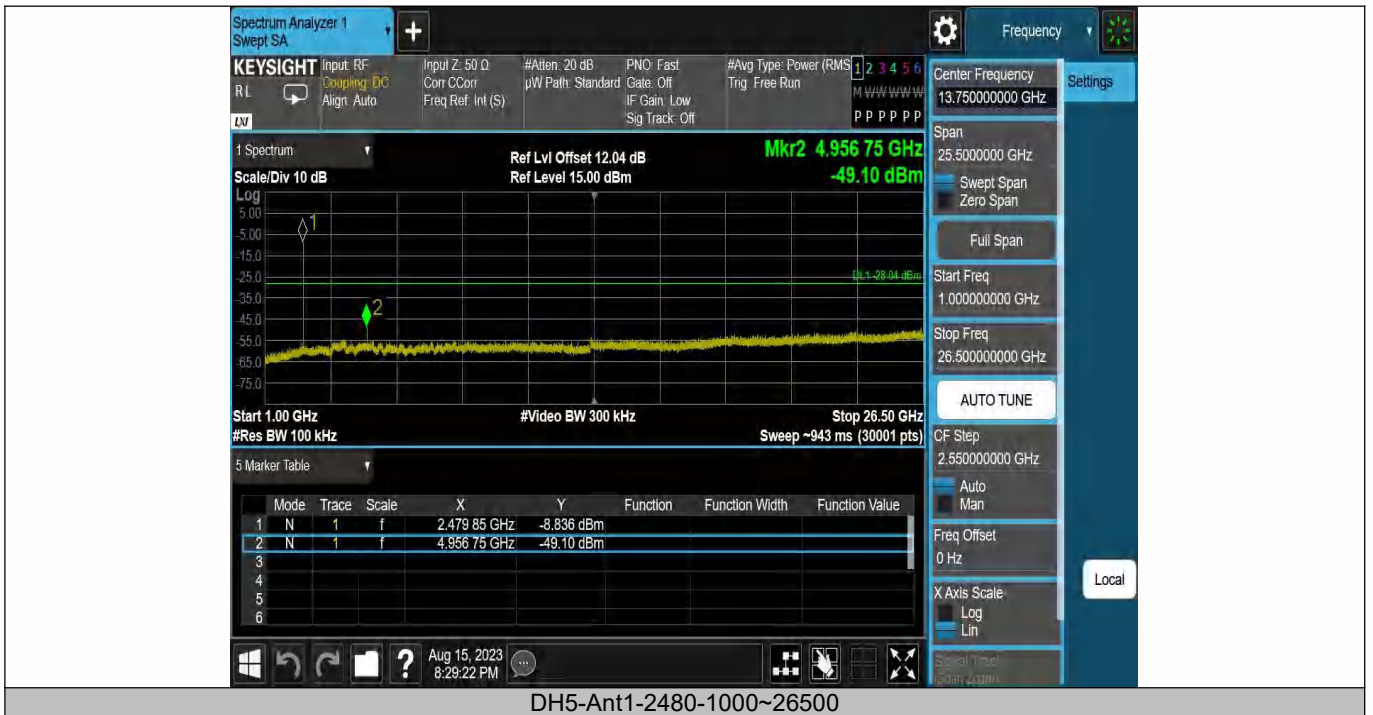 Spectrum Analyzer 1
Swept SA
Frequency
KEYSIGHT
RL
LXI
Input: RF
Coupling: DC
Align: Auto
Input Z: 50 Ω
Corr CCorr
Freq Ref: Int (S)
#Atten: 20 dB
µW Path: Standard
PNO: Fast
Gate: Off
IF Gain: Low
Sig Track: Off
#Avg Type: Power (RMS
Trig: Free Run
1 2 3 4 5 6
M W W W W W
P P P P P P
Center Frequency
13.750000000 GHz
Settings
Span
25.5000000 GHz
Swept Span
Zero Span
Full Span
Start Freq
1.000000000 GHz
Stop Freq
26.500000000 GHz
AUTO TUNE
CF Step
2.550000000 GHz
Auto
Man
Freq Offset
0 Hz
X Axis Scale
Log
Lin
Signal Track
(Span Zoom)
Local
1 Spectrum
Scale/Div 10 dB
Ref Lvl Offset 12.04 dB
Ref Level 15.00 dBm
Mkr2 4.956 75 GHz
-49.10 dBm
Log
5.00
-5.00
-15.0
-25.0
-35.0
-45.0
-55.0
-65.0
-75.0
1
2
DL1 -28.04 dBm
Start 1.00 GHz
#Video BW 300 kHz
Stop 26.50 GHz
#Res BW 100 kHz
Sweep ~943 ms (30001 pts)
5 Marker Table
Mode Trace Scale X Y Function Function Width Function Value
1 N 1 f 2.479 85 GHz -8.836 dBm
2 N 1 f 4.956 75 GHz -49.10 dBm
3
4
5
6
?
Aug 15, 2023
8:29:22 PM
DH5-Ant1-2480-1000~26500